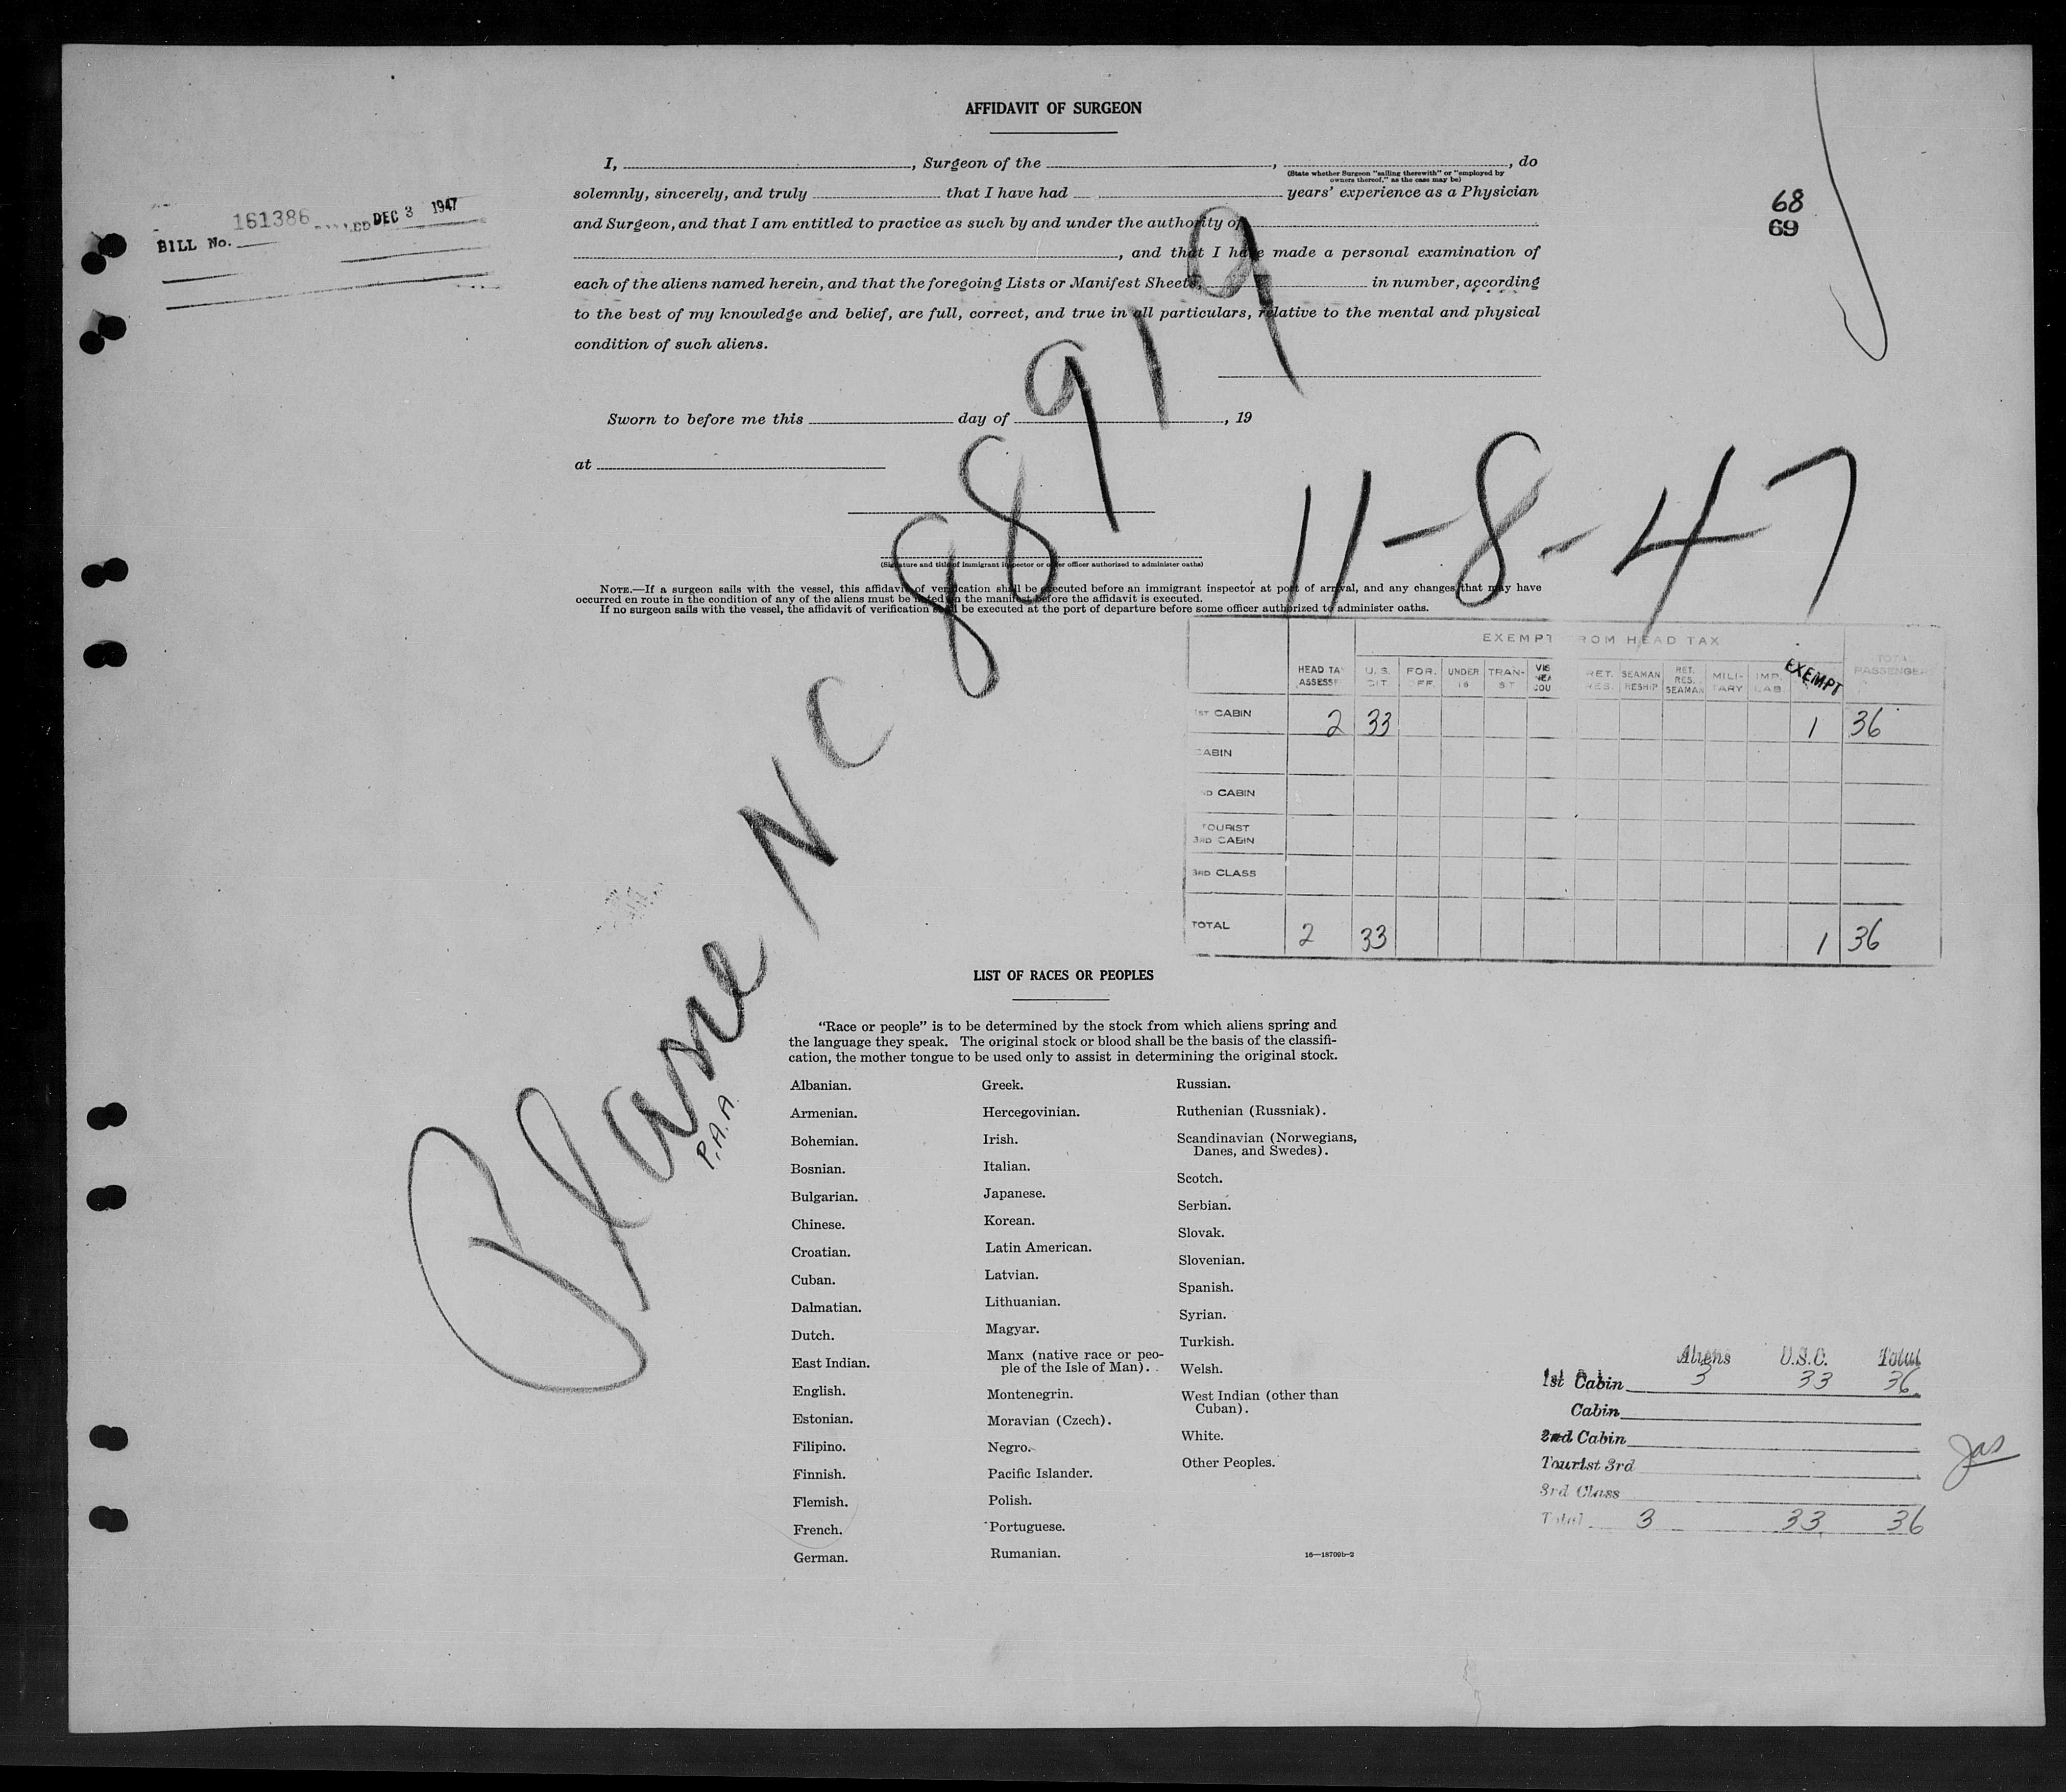 AFFIDAVIT OF SURGEON
I, , Surgeon of the , , do
(State whether Surgeon "sailing therewith" or "employed by
owners thereof," as the case may be)
solemnly, sincerely, and truly that I have had years' experience as a Physician
and Surgeon, and that I am entitled to practice as such by and under the authority of
, and that I have made a personal examination of
each of the aliens named herein, and that the foregoing Lists or Manifest Sheets, in number, according
to the best of my knowledge and belief, are full, correct, and true in all particulars, relative to the mental and physical
condition of such aliens.
Sworn to before me this day of , 19
at
(Signature and title of immigrant inspector or other officer authorized to administer oaths)
NOTE.—If a surgeon sails with the vessel, this affidavit of verification shall be executed before an immigrant inspector at port of arrival, and any changes that may have
occurred en route in the condition of any of the aliens must be noted on the manifest before the affidavit is executed.
If no surgeon sails with the vessel, the affidavit of verification shall be executed at the port of departure before some officer authorized to administer oaths.
161386 DEC 3 1947
BILL No.
68
69
Plane NC 88919
P.A.A.
11-8-47
EXEMPT FROM HEAD TAX
HEAD TAX ASSESSED
U. S. CIT.
FOR. OFF.
UNDER 16
TRAN-SIT
RET. RES.
SEAMAN RESHIP
RET. RES. SEAMAN
MILI-TARY
IMP. LAB
EXEMPT
TOTAL PASSENGERS
1ST CABIN 2 33 1 36
CABIN
2ND CABIN
TOURIST
3RD CABIN
3RD CLASS
TOTAL 2 33 1 36
LIST OF RACES OR PEOPLES
"Race or people" is to be determined by the stock from which aliens spring and
the language they speak. The original stock or blood shall be the basis of the classifi-
cation, the mother tongue to be used only to assist in determining the original stock.
Albanian.
Armenian.
Bohemian.
Bosnian.
Bulgarian.
Chinese.
Croatian.
Cuban.
Dalmatian.
Dutch.
East Indian.
English.
Estonian.
Filipino.
Finnish.
Flemish.
French.
German.
Greek.
Hercegovinian.
Irish.
Italian.
Japanese.
Korean.
Latin American.
Latvian.
Lithuanian.
Magyar.
Manx (native race or peo-
ple of the Isle of Man).
Montenegrin.
Moravian (Czech).
Negro.
Pacific Islander.
Polish.
Portuguese.
Rumanian.
Russian.
Ruthenian (Russniak).
Scandinavian (Norwegians,
Danes, and Swedes).
Scotch.
Serbian.
Slovak.
Slovenian.
Spanish.
Syrian.
Turkish.
Welsh.
West Indian (other than
Cuban).
White.
Other Peoples.
16—18709b-2
Aliens U.S.C. Total
1st Cabin 3 33 36
Cabin
2nd Cabin
Tourist 3rd
3rd Class
Total 3 33 36